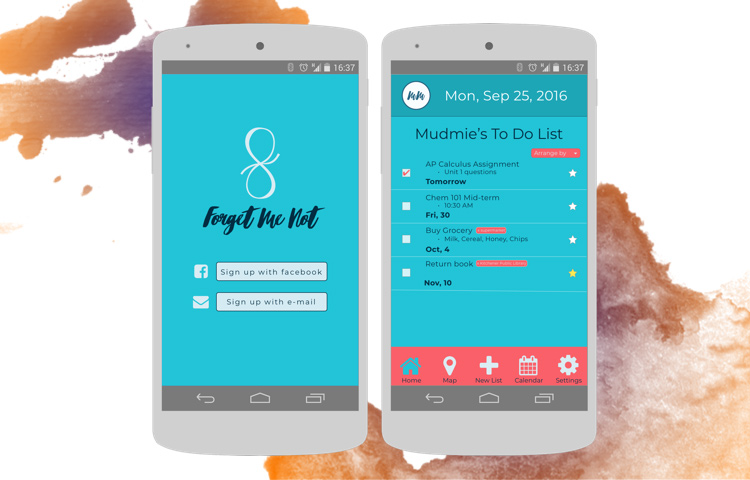 16:37
8
Forget Me Not
Sign up with facebook
Sign up with e-mail
16:37
MM
Mon, Sep 25, 2016
Mudmie's To Do List
Arrange by
AP Calculus Assignment
- Unit 1 questions
Tomorrow
Chem 101 Mid-term
- 10:30 AM
Fri, 30
Buy Grocery
- Milk, Cereal, Honey, Chips
Oct, 4
Return book
Nov, 10
Home Map New List Calendar Settings